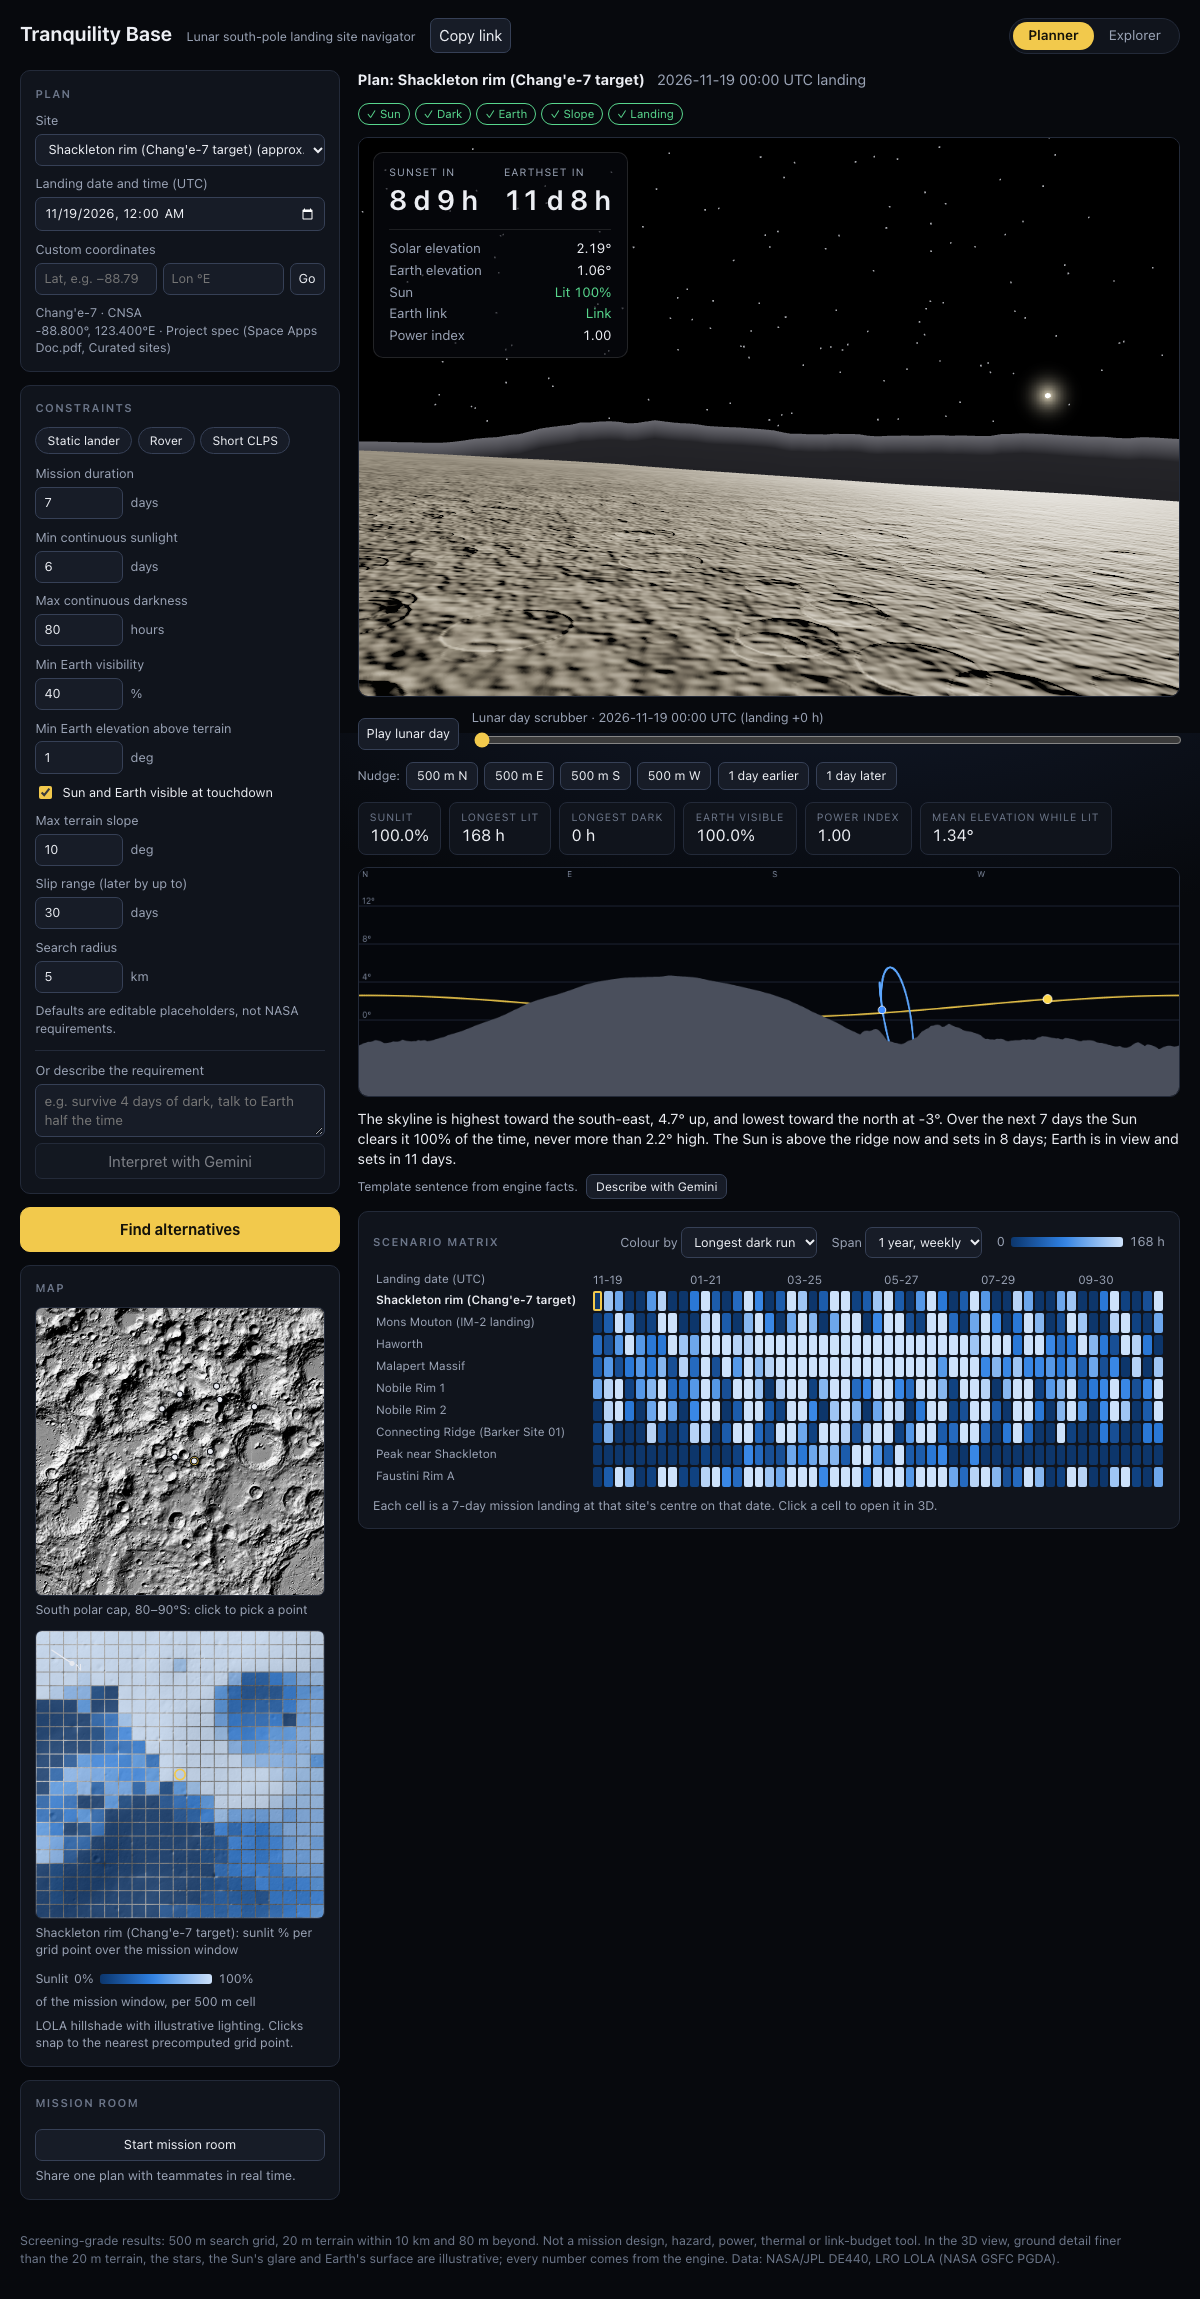 Tranquility Base
Lunar south-pole landing site navigator
Copy link
Planner
Explorer
PLAN
Site
Shackleton rim (Chang'e-7 target) (approx.
Landing date and time (UTC)
11/19/2026, 12:00 AM
Custom coordinates
Lat, e.g. −88.79
Lon °E
Go
Chang'e-7 · CNSA
-88.800°, 123.400°E · Project spec (Space Apps
Doc.pdf, Curated sites)
CONSTRAINTS
Static lander
Rover
Short CLPS
Mission duration
7 days
Min continuous sunlight
6 days
Max continuous darkness
80 hours
Min Earth visibility
40 %
Min Earth elevation above terrain
1 deg
Sun and Earth visible at touchdown
Max terrain slope
10 deg
Slip range (later by up to)
30 days
Search radius
5 km
Defaults are editable placeholders, not NASA
requirements.
Or describe the requirement
e.g. survive 4 days of dark, talk to Earth
half the time
Interpret with Gemini
Find alternatives
MAP
South polar cap, 80–90°S: click to pick a point
Shackleton rim (Chang'e-7 target): sunlit % per
grid point over the mission window
Sunlit 0% 100%
of the mission window, per 500 m cell
LOLA hillshade with illustrative lighting. Clicks
snap to the nearest precomputed grid point.
MISSION ROOM
Start mission room
Share one plan with teammates in real time.
Plan: Shackleton rim (Chang'e-7 target) 2026-11-19 00:00 UTC landing
✓ Sun
✓ Dark
✓ Earth
✓ Slope
✓ Landing
SUNSET IN
8 d 9 h
EARTHSET IN
11 d 8 h
Solar elevation 2.19°
Earth elevation 1.06°
Sun Lit 100%
Earth link Link
Power index 1.00
Play lunar day
Lunar day scrubber · 2026-11-19 00:00 UTC (landing +0 h)
Nudge:
500 m N
500 m E
500 m S
500 m W
1 day earlier
1 day later
SUNLIT
100.0%
LONGEST LIT
168 h
LONGEST DARK
0 h
EARTH VISIBLE
100.0%
POWER INDEX
1.00
MEAN ELEVATION WHILE LIT
1.34°
N E S W
12°
8°
4°
0°
The skyline is highest toward the south-east, 4.7° up, and lowest toward the north at -3°. Over the next 7 days the Sun
clears it 100% of the time, never more than 2.2° high. The Sun is above the ridge now and sets in 8 days; Earth is in view and
sets in 11 days.
Template sentence from engine facts.
Describe with Gemini
SCENARIO MATRIX
Colour by Longest dark run
Span 1 year, weekly
0 168 h
Landing date (UTC) 11-19 01-21 03-25 05-27 07-29 09-30
Shackleton rim (Chang'e-7 target)
Mons Mouton (IM-2 landing)
Haworth
Malapert Massif
Nobile Rim 1
Nobile Rim 2
Connecting Ridge (Barker Site 01)
Peak near Shackleton
Faustini Rim A
Each cell is a 7-day mission landing at that site's centre on that date. Click a cell to open it in 3D.
Screening-grade results: 500 m search grid, 20 m terrain within 10 km and 80 m beyond. Not a mission design, hazard, power, thermal or link-budget tool. In the 3D view, ground detail finer
than the 20 m terrain, the stars, the Sun's glare and Earth's surface are illustrative; every number comes from the engine. Data: NASA/JPL DE440, LRO LOLA (NASA GSFC PGDA).